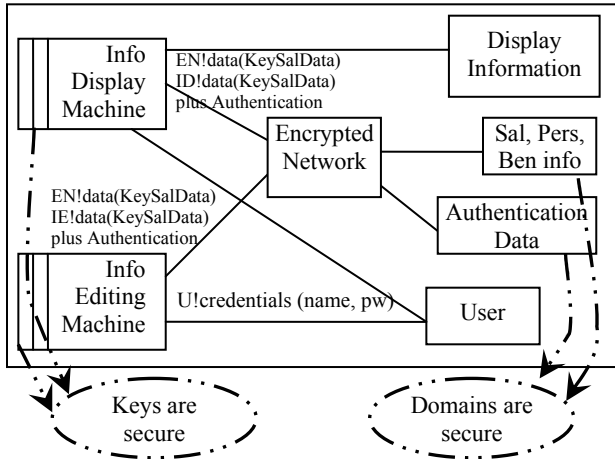 Info
Display
Machine
EN!data(KeySalData)
ID!data(KeySalData)
plus Authentication
Display
Information
Encrypted
Network
Sal, Pers,
Ben info
EN!data(KeySalData)
IE!data(KeySalData)
plus Authentication
Authentication
Data
Info
Editing
Machine
U!credentials (name, pw)
User
Keys are
secure
Domains are
secure